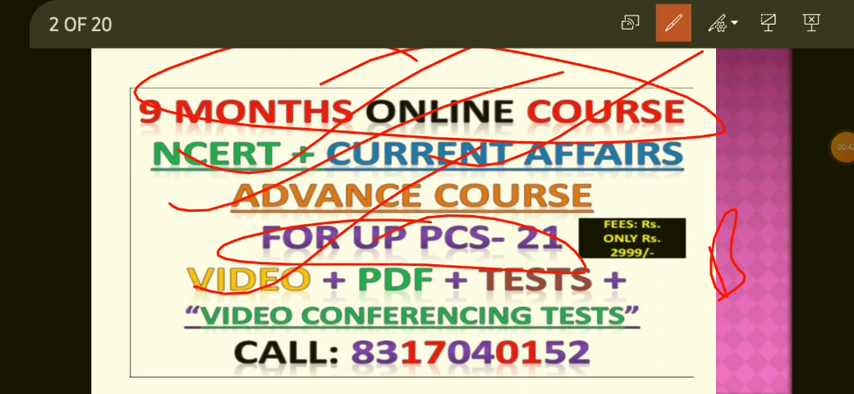 2 OF 20
9 MONTHS ONLINE COURSE
NCERT + CURRENT AFFAIRS
ADVANCE COURSE
FOR UP PCS- 21
FEES: Rs.
ONLY Rs.
2999/-
VIDEO + PDF + TESTS +
“VIDEO CONFERENCING TESTS”
CALL: 8317040152